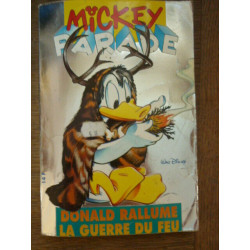 MICKEY
PARADE
WALT DISNEY
DONALD RALLUME
LA GUERRE DU FEU